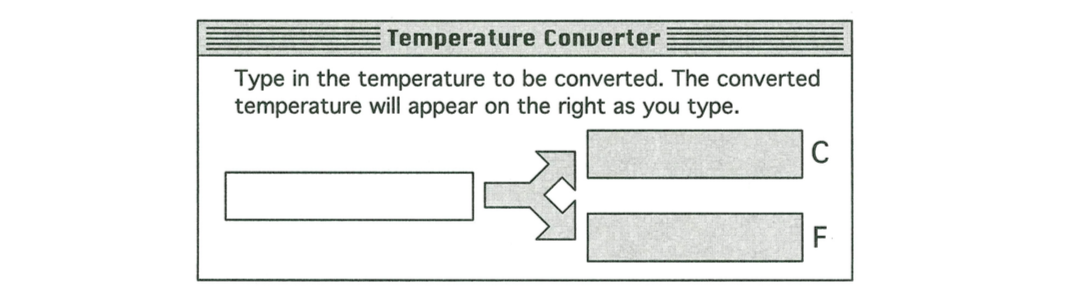 Temperature Converter
Type in the temperature to be converted. The converted
temperature will appear on the right as you type.
C
F